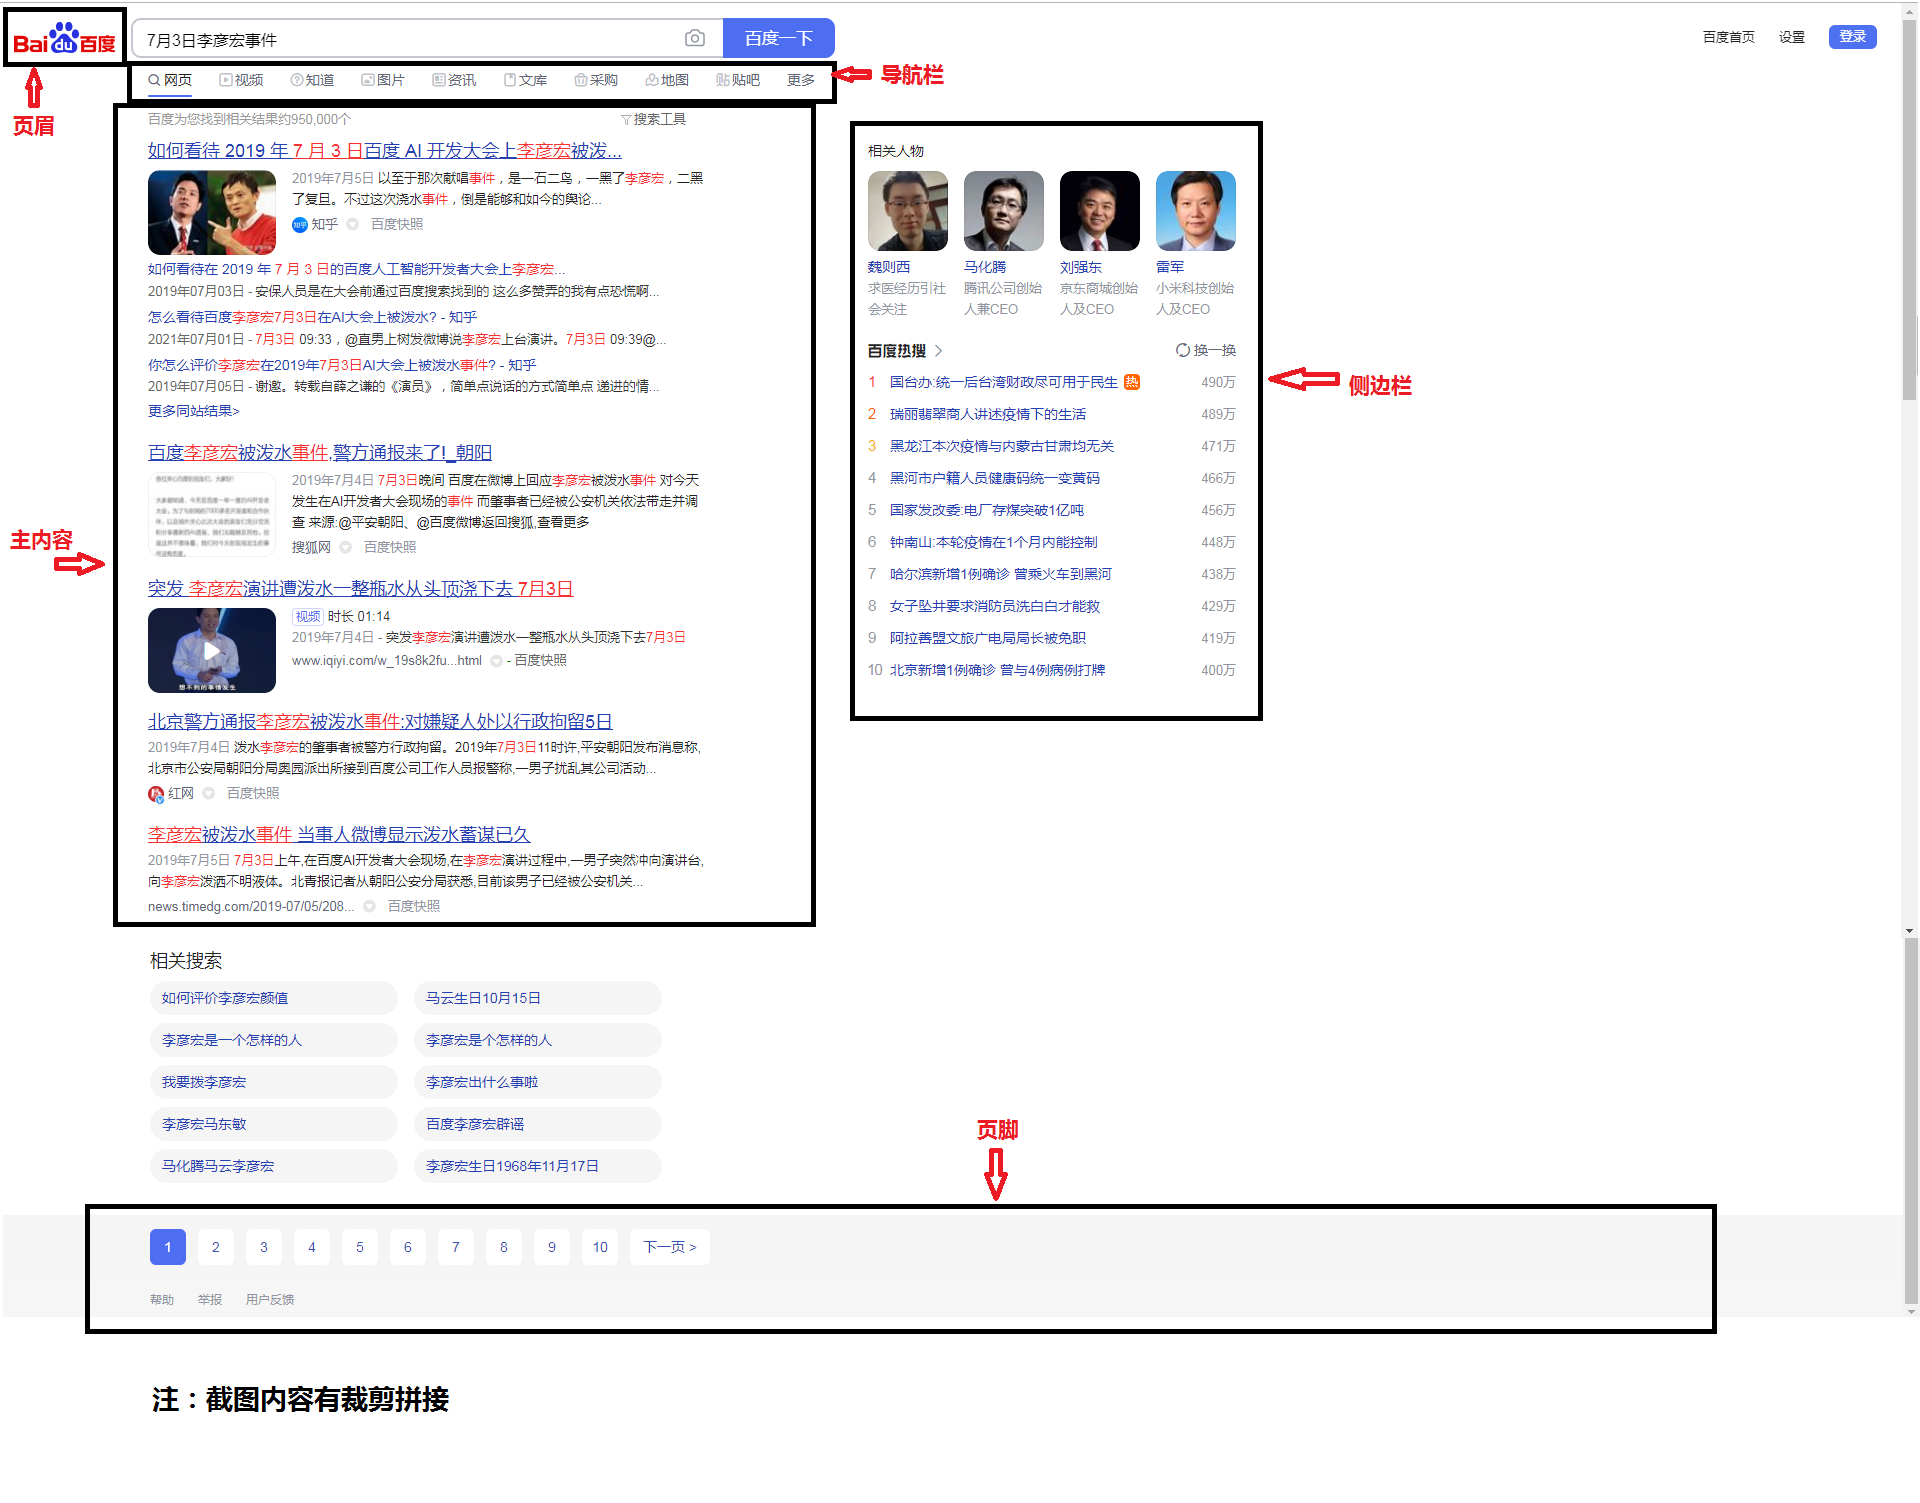 Bai du 百度
7月3日李彦宏事件
百度一下
百度首页 设置 登录
网页 视频 知道 图片 资讯 文库 采购 地图 贴吧 更多
导航栏
页眉
百度为您找到相关结果约950,000个
搜索工具
如何看待 2019 年 7 月 3 日百度 AI 开发大会上李彦宏被泼...
2019年7月5日 以至于那次献唱事件，是一石二鸟，一黑了李彦宏，二黑
了复旦。不过这次浇水事件，倒是能够和如今的舆论...
知乎 知乎 百度快照
如何看待在 2019 年 7 月 3 日的百度人工智能开发者大会上李彦宏...
2019年07月03日 - 安保人员是在大会前通过百度搜索找到的 这么多赞弄的我有点恐慌啊...
怎么看待百度李彦宏7月3日在AI大会上被泼水? - 知乎
2021年07月01日 - 7月3日 09:33，@直男上树发微博说李彦宏上台演讲。7月3日 09:39@...
你怎么评价李彦宏在2019年7月3日AI大会上被泼水事件? - 知乎
2019年07月05日 - 谢邀。转载自薛之谦的《演员》，简单点说话的方式简单点 递进的情...
更多同站结果>
百度李彦宏被泼水事件,警方通报来了!_朝阳
2019年7月4日 7月3日晚间 百度在微博上回应李彦宏被泼水事件 对今天
发生在AI开发者大会现场的事件 而肇事者已经被公安机关依法带走并调
查 来源:@平安朝阳、@百度微博返回搜狐,查看更多
搜狐网 百度快照
主内容
突发 李彦宏演讲遭泼水一整瓶水从头顶浇下去 7月3日
视频 时长 01:14
2019年7月4日 - 突发李彦宏演讲遭泼水一整瓶水从头顶浇下去7月3日
www.iqiyi.com/w_19s8k2fu...html - 百度快照
想不到的事情发生
北京警方通报李彦宏被泼水事件:对嫌疑人处以行政拘留5日
2019年7月4日 泼水李彦宏的肇事者被警方行政拘留。2019年7月3日11时许,平安朝阳发布消息称,
北京市公安局朝阳分局奥园派出所接到百度公司工作人员报警称,一男子扰乱其公司活动...
红网 百度快照
李彦宏被泼水事件 当事人微博显示泼水蓄谋已久
2019年7月5日 7月3日上午,在百度AI开发者大会现场,在李彦宏演讲过程中,一男子突然冲向演讲台,
向李彦宏泼洒不明液体。北青报记者从朝阳公安分局获悉,目前该男子已经被公安机关...
news.timedg.com/2019-07/05/208... 百度快照
相关人物
魏则西 马化腾 刘强东 雷军
求医经历引社 腾讯公司创始 京东商城创始 小米科技创始
会关注 人兼CEO 人及CEO 人及CEO
百度热搜 换一换
1 国台办:统一后台湾财政尽可用于民生 热 490万
2 瑞丽翡翠商人讲述疫情下的生活 489万
3 黑龙江本次疫情与内蒙古甘肃均无关 471万
4 黑河市户籍人员健康码统一变黄码 466万
5 国家发改委:电厂存煤突破1亿吨 456万
6 钟南山:本轮疫情在1个月内能控制 448万
7 哈尔滨新增1例确诊 曾乘火车到黑河 438万
8 女子坠井要求消防员洗白白才能救 429万
9 阿拉善盟文旅广电局局长被免职 419万
10 北京新增1例确诊 曾与4例病例打牌 400万
侧边栏
相关搜索
如何评价李彦宏颜值 马云生日10月15日
李彦宏是一个怎样的人 李彦宏是个怎样的人
我要拨李彦宏 李彦宏出什么事啦
李彦宏马东敏 百度李彦宏辟谣
马化腾马云李彦宏 李彦宏生日1968年11月17日
页脚
1 2 3 4 5 6 7 8 9 10 下一页 >
帮助 举报 用户反馈
注：截图内容有裁剪拼接